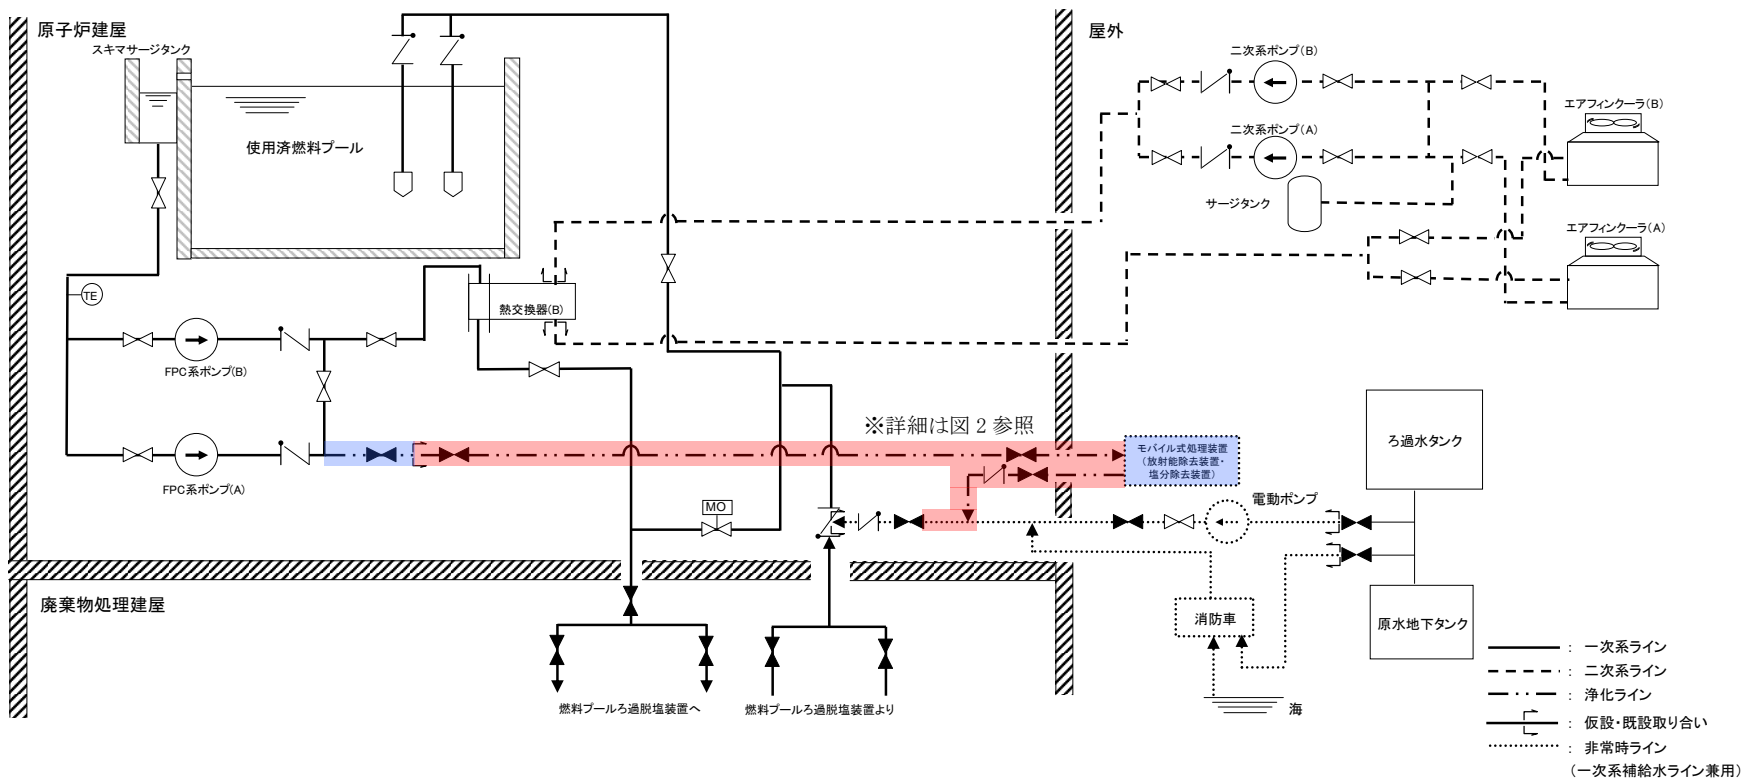 原子炉建屋
屋外
スキマサージタンク
使用済燃料プール
二次系ポンプ(B)
エアフィンクーラ(B)
二次系ポンプ(A)
サージタンク
エアフィンクーラ(A)
TE
熱交換器(B)
FPC系ポンプ(B)
※詳細は図2参照
ろ過水タンク
モバイル式処理装置
(放射能除去装置・
塩分除去装置)
FPC系ポンプ(A)
電動ポンプ
MO
廃棄物処理建屋
消防車
原水地下タンク
燃料プールろ過脱塩装置へ
燃料プールろ過脱塩装置より
海
: 一次系ライン
: 二次系ライン
: 浄化ライン
: 仮設・既設取り合い
: 非常時ライン
(一次系補給水ライン兼用)